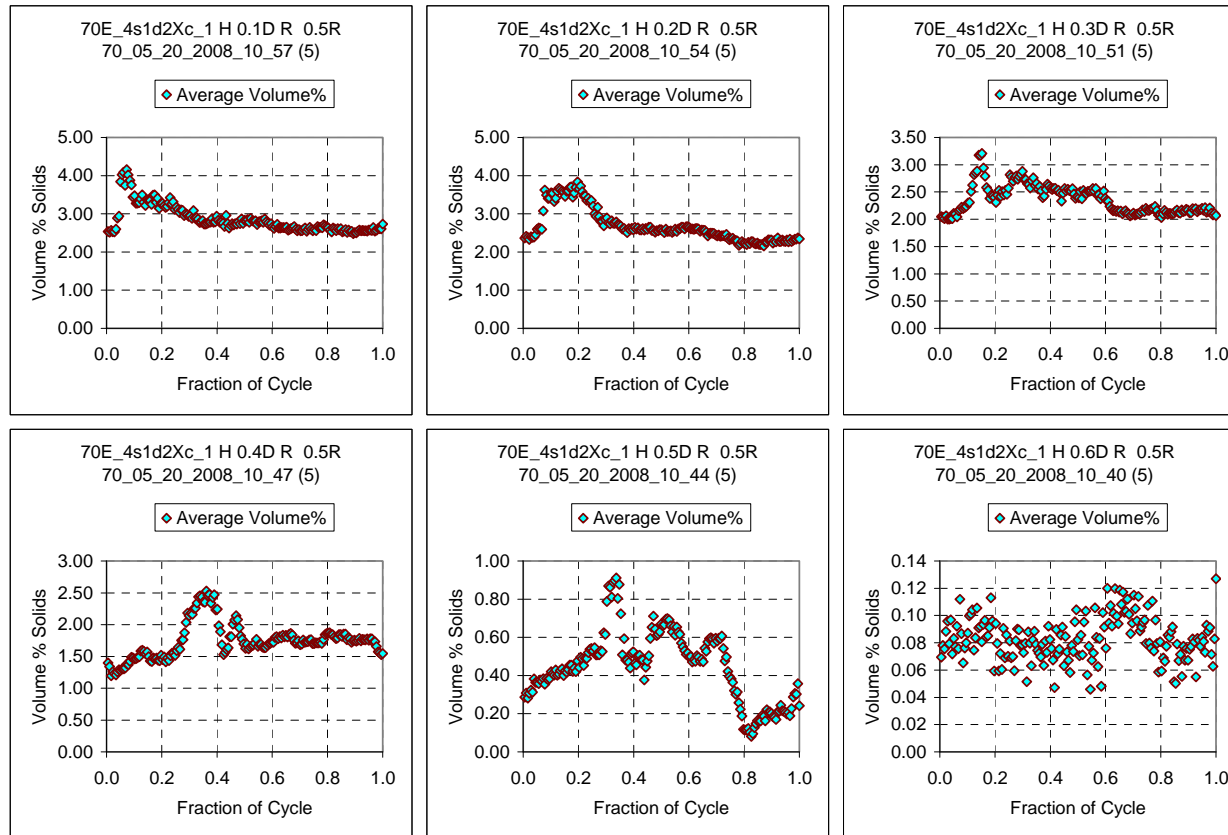 70E_4s1d2Xc_1 H 0.1D R 0.5R
70_05_20_2008_10_57 (5)
Average Volume%
5.00
4.00
3.00
2.00
1.00
0.00
Volume % Solids
0.0 0.2 0.4 0.6 0.8 1.0
Fraction of Cycle
70E_4s1d2Xc_1 H 0.2D R 0.5R
70_05_20_2008_10_54 (5)
Average Volume%
5.00
4.00
3.00
2.00
1.00
0.00
Volume % Solids
0.0 0.2 0.4 0.6 0.8 1.0
Fraction of Cycle
70E_4s1d2Xc_1 H 0.3D R 0.5R
70_05_20_2008_10_51 (5)
Average Volume%
3.50
3.00
2.50
2.00
1.50
1.00
0.50
0.00
Volume % Solids
0.0 0.2 0.4 0.6 0.8 1.0
Fraction of Cycle
70E_4s1d2Xc_1 H 0.4D R 0.5R
70_05_20_2008_10_47 (5)
Average Volume%
3.00
2.50
2.00
1.50
1.00
0.50
0.00
Volume % Solids
0.0 0.2 0.4 0.6 0.8 1.0
Fraction of Cycle
70E_4s1d2Xc_1 H 0.5D R 0.5R
70_05_20_2008_10_44 (5)
Average Volume%
1.00
0.80
0.60
0.40
0.20
0.00
Volume % Solids
0.0 0.2 0.4 0.6 0.8 1.0
Fraction of Cycle
70E_4s1d2Xc_1 H 0.6D R 0.5R
70_05_20_2008_10_40 (5)
Average Volume%
0.14
0.12
0.10
0.08
0.06
0.04
0.02
0.00
Volume % Solids
0.0 0.2 0.4 0.6 0.8 1.0
Fraction of Cycle